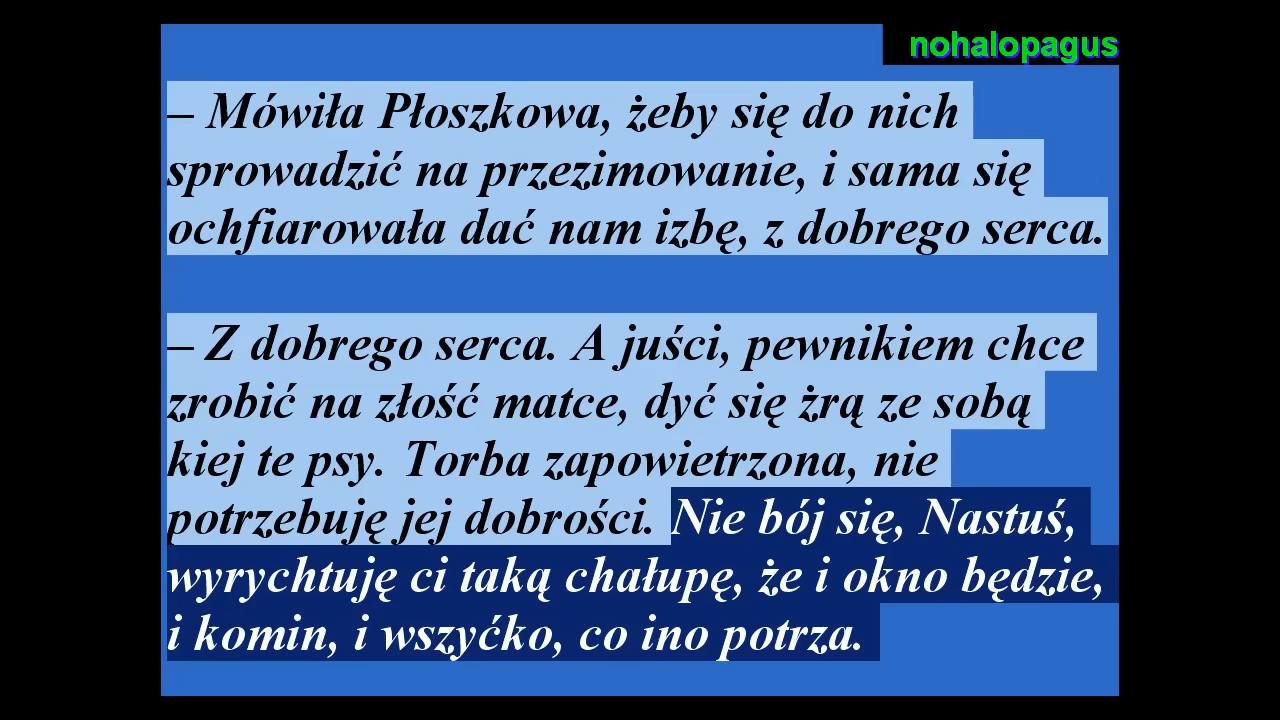 nohalopagus
– Mówiła Płoszkowa, żeby się do nich
sprowadzić na przezimowanie, i sama się
ochfiarowała dać nam izbę, z dobrego serca.
– Z dobrego serca. A juści, pewnikiem chce
zrobić na złość matce, dyć się żrą ze sobą
kiej te psy. Torba zapowietrzona, nie
potrzebuję jej dobrości. Nie bój się, Nastuś,
wyrychtuję ci taką chałupę, że i okno będzie,
i komin, i wszyćko, co ino potrza.